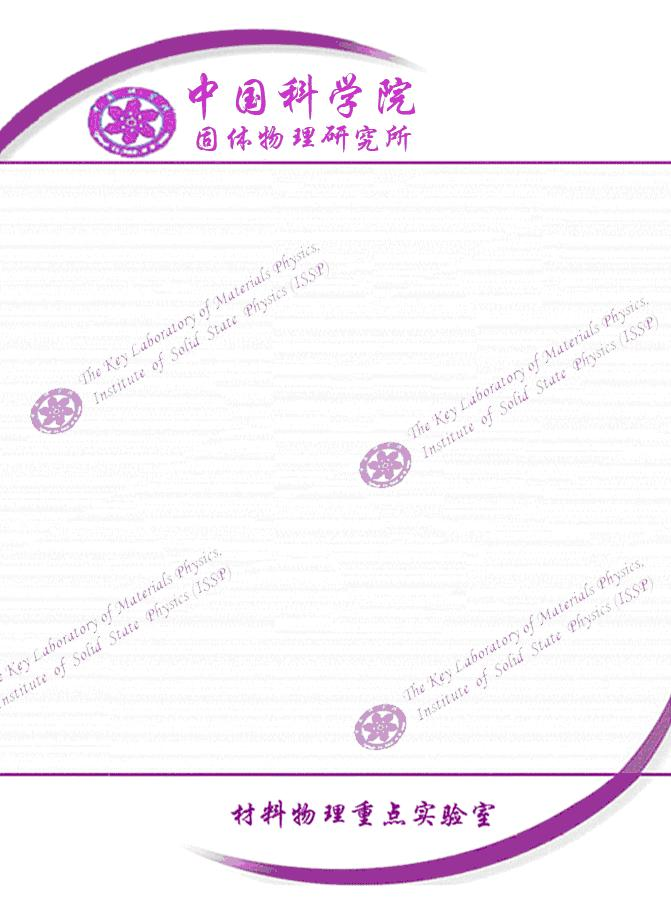 中国科学院
固体物理研究所
The Key Laboratory of Materials Physics,
Institute of Solid State Physics (ISSP)
The Key Laboratory of Materials Physics,
Institute of Solid State Physics (ISSP)
Key Laboratory of Materials Physics,
Institute of Solid State Physics (ISSP)
The Key Laboratory of Materials Physics,
Institute of Solid State Physics (ISSP)
材料物理重点实验室